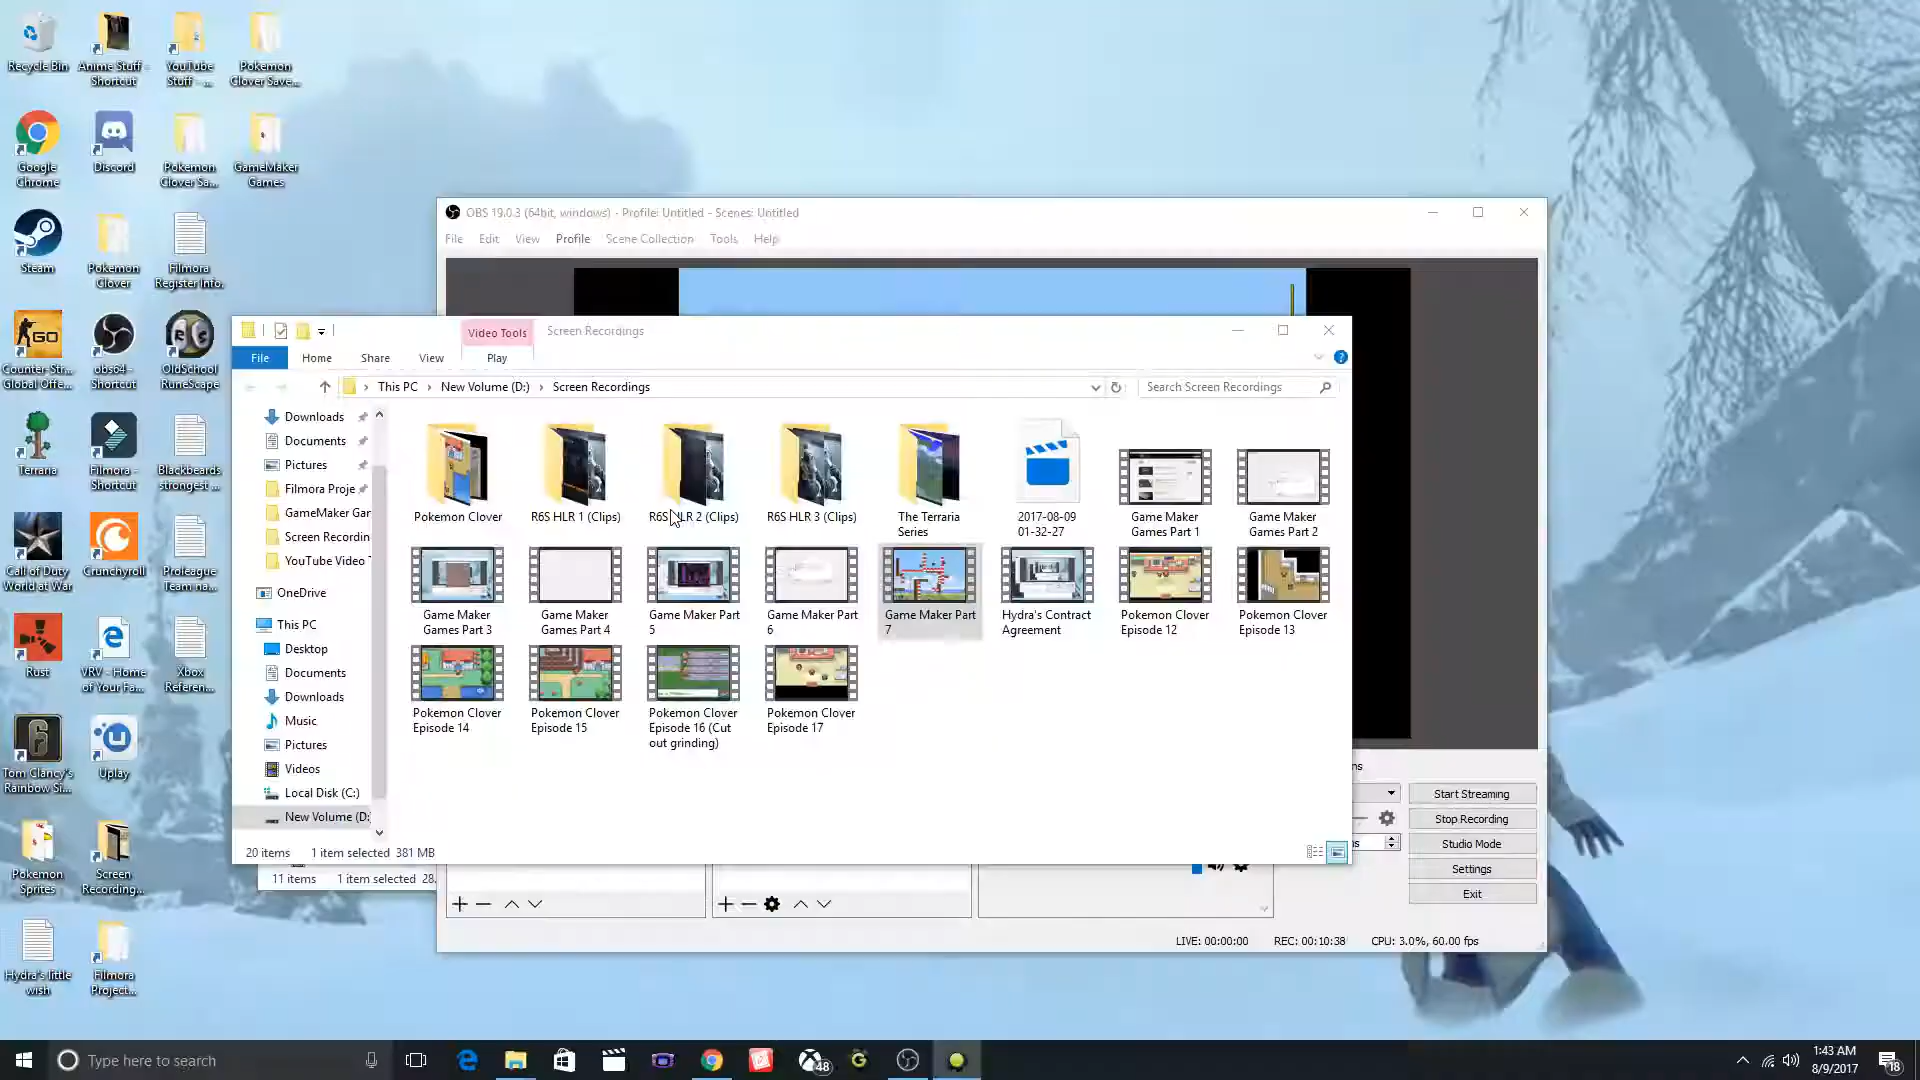 Recycle Bin
Anime Stuff -
Shortcut
YouTube
Stuff - ...
Pokemon
Clover Save...
Google
Chrome
Discord
Pokemon
Clover Sa...
GameMaker
Games
Steam
Pokemon
Clover
Filmora
Register Info.
Counter-Str...
Global Offe...
obs64 -
Shortcut
OldSchool
RuneScape
Terraria
Filmora -
Shortcut
Blackbeards
strongest ...
Call of Duty
World at War
Crunchyroll
Proleague
Team na...
Rust
VRV - Home
of Your Fa...
Xbox
Referen...
Tom Clancy's
Rainbow Si...
Uplay
Pokemon
Sprites
Screen
Recording...
Hydra's little
wish
Filmora
Project...
OBS 19.0.3 (64bit, windows) - Profile: Untitled - Scenes: Untitled
File Edit View Profile Scene Collection Tools Help
Video Tools Screen Recordings
File Home Share View Play
This PC New Volume (D:) Screen Recordings
Search Screen Recordings
Downloads
Documents
Pictures
Filmora Proje
GameMaker Gar
Screen Recordin
YouTube Video T
OneDrive
This PC
Desktop
Documents
Downloads
Music
Pictures
Videos
Local Disk (C:)
New Volume (D:
Pokemon Clover
R6S HLR 1 (Clips)
R6S HLR 2 (Clips)
R6S HLR 3 (Clips)
The Terraria
Series
2017-08-09
01-32-27
Game Maker
Games Part 1
Game Maker
Games Part 2
Game Maker
Games Part 3
Game Maker
Games Part 4
Game Maker Part
5
Game Maker Part
6
Game Maker Part
7
Hydra's Contract
Agreement
Pokemon Clover
Episode 12
Pokemon Clover
Episode 13
Pokemon Clover
Episode 14
Pokemon Clover
Episode 15
Pokemon Clover
Episode 16 (Cut
out grinding)
Pokemon Clover
Episode 17
20 items 1 item selected 381 MB
11 items 1 item selected 28.
ns
Start Streaming
Stop Recording
Studio Mode
Settings
Exit
LIVE: 00:00:00 REC: 00:10:38 CPU: 3.0%, 60.00 fps
Type here to search
48
1:43 AM
8/9/2017
18